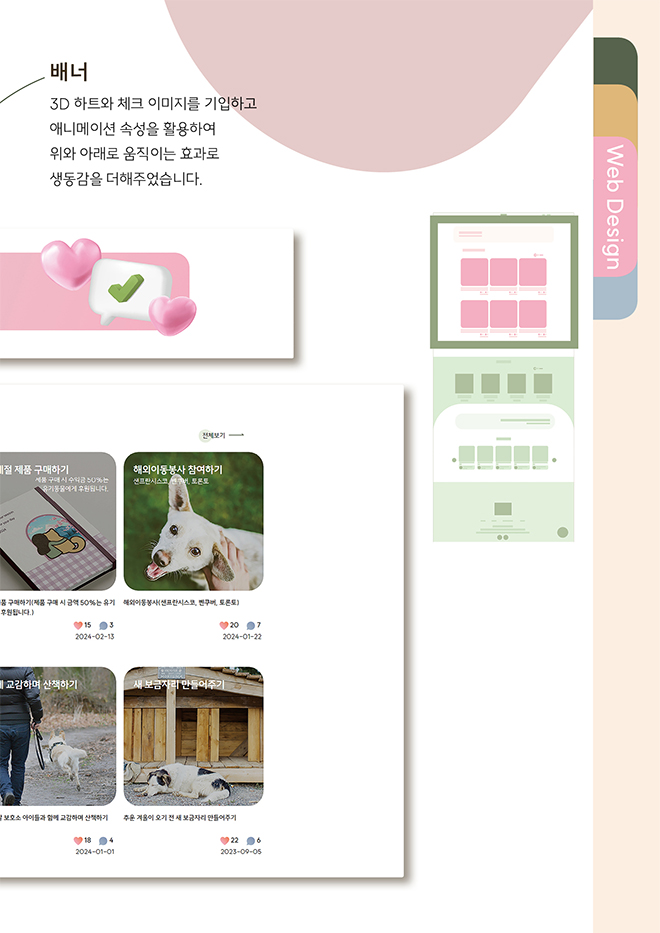 배너
3D 하트와 체크 이미지를 기입하고
애니메이션 속성을 활용하여
위와 아래로 움직이는 효과로
생동감을 더해주었습니다.
Web Design
전체보기
제품 구매하기
제품 구매 시 수익금 50%는
유기동물에게 후원됩니다.
해외이동봉사 참여하기
샌프란시스코, 벤쿠버, 토론토
구매하기(제품 구매 시 금액 50%는 유기
후원됩니다.)
15 3
2024-02-13
해외이동봉사(샌프란시스코, 벤쿠버, 토론토)
20 7
2024-01-22
교감하며 산책하기
새 보금자리 만들어주기
보호소 아이들과 함께 교감하며 산책하기
18 4
2024-01-01
추운 겨울이 오기 전 새 보금자리 만들어주기
22 6
2023-09-05